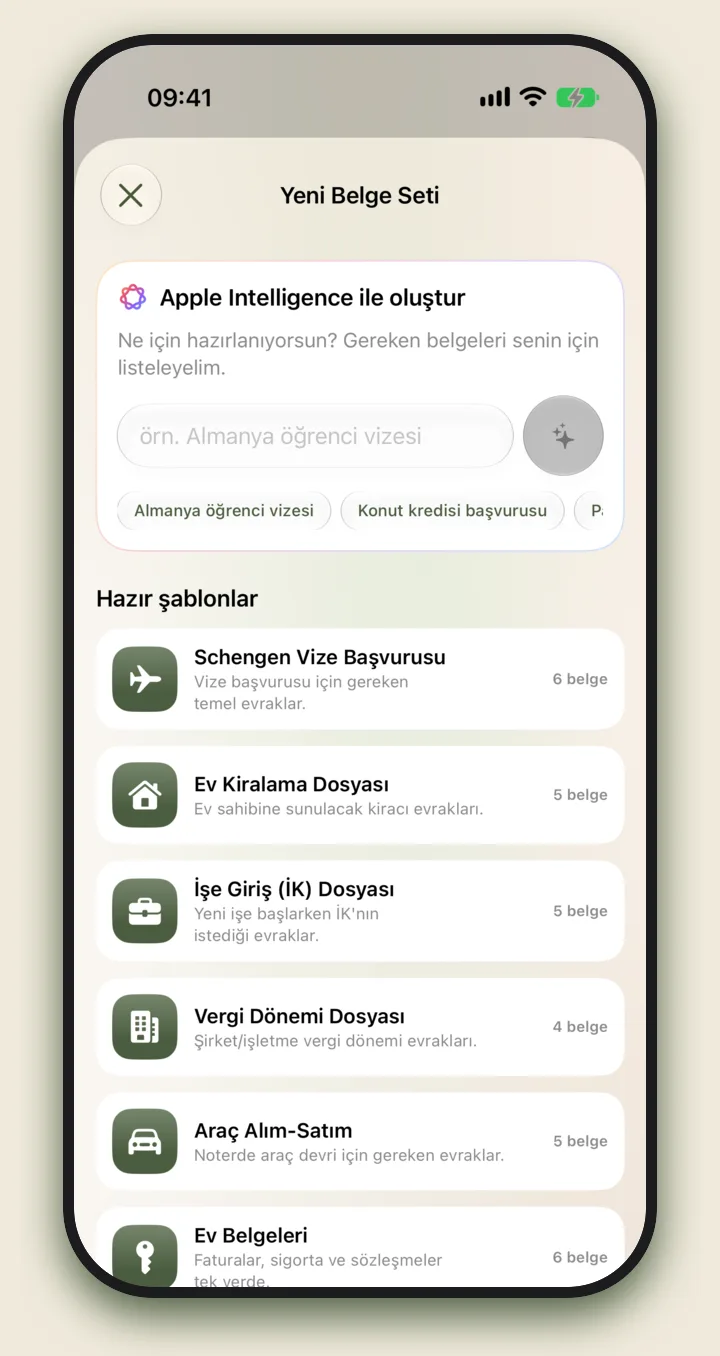 09:41
Yeni Belge Seti
Apple Intelligence ile oluştur
Ne için hazırlanıyorsun? Gereken belgeleri senin için
listeleyelim.
örn. Almanya öğrenci vizesi
Almanya öğrenci vizesi
Konut kredisi başvurusu
Hazır şablonlar
Schengen Vize Başvurusu
Vize başvurusu için gereken
temel evraklar.
6 belge
Ev Kiralama Dosyası
Ev sahibine sunulacak kiracı evrakları.
5 belge
İşe Giriş (İK) Dosyası
Yeni işe başlarken İK'nın
istediği evraklar.
5 belge
Vergi Dönemi Dosyası
Şirket/işletme vergi dönemi evrakları.
4 belge
Araç Alım-Satım
Noterde araç devri için gereken evraklar.
5 belge
Ev Belgeleri
Faturalar, sigorta ve sözleşmeler
tek yerde.
6 belge